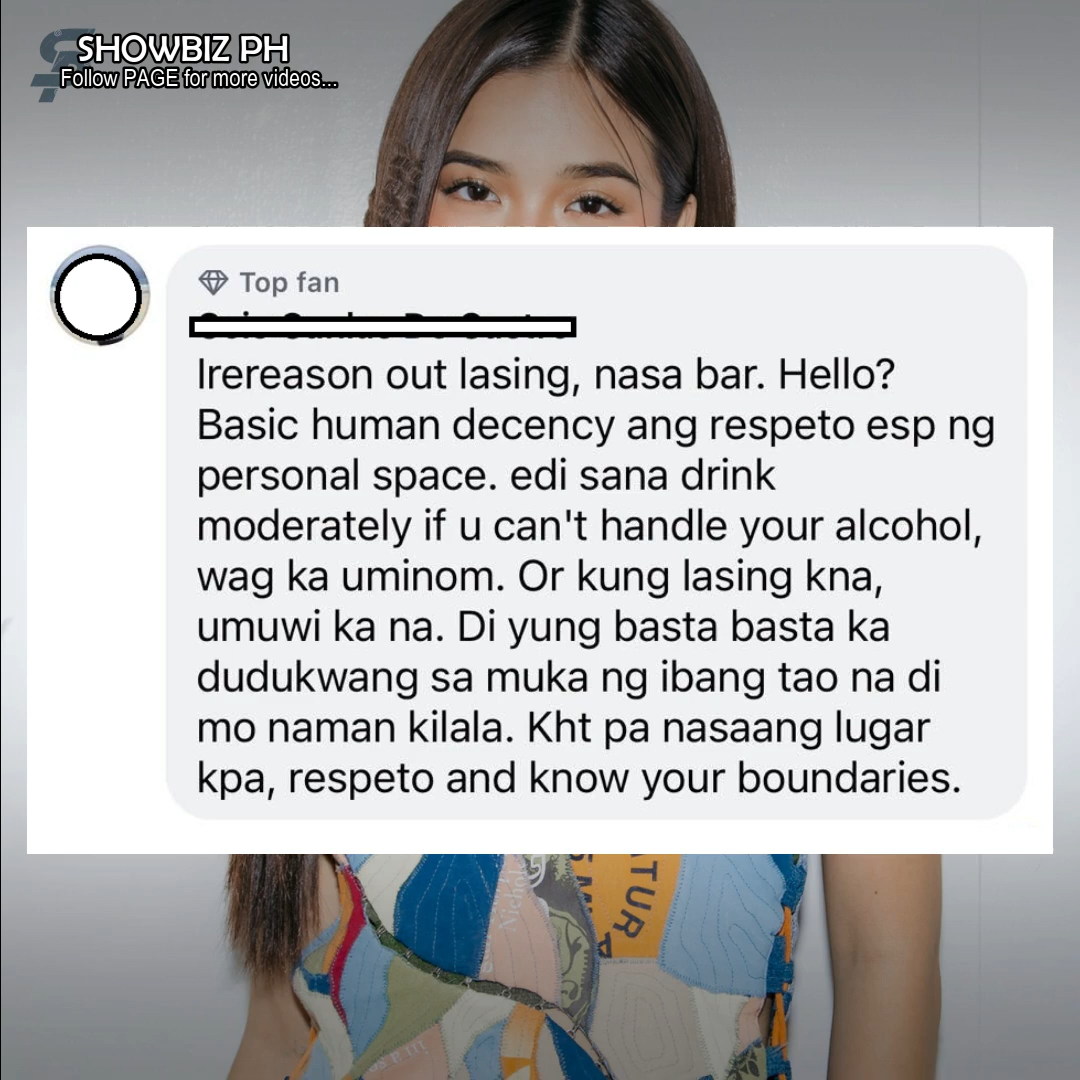 SHOWBIZ PH
Follow PAGE for more videos...
Top fan
Irereason out lasing, nasa bar. Hello?
Basic human decency ang respeto esp ng
personal space. edi sana drink
moderately if u can't handle your alcohol,
wag ka uminom. Or kung lasing kna,
umuwi ka na. Di yung basta basta ka
dudukwang sa muka ng ibang tao na di
mo naman kilala. Kht pa nasaang lugar
kpa, respeto and know your boundaries.
ATUR